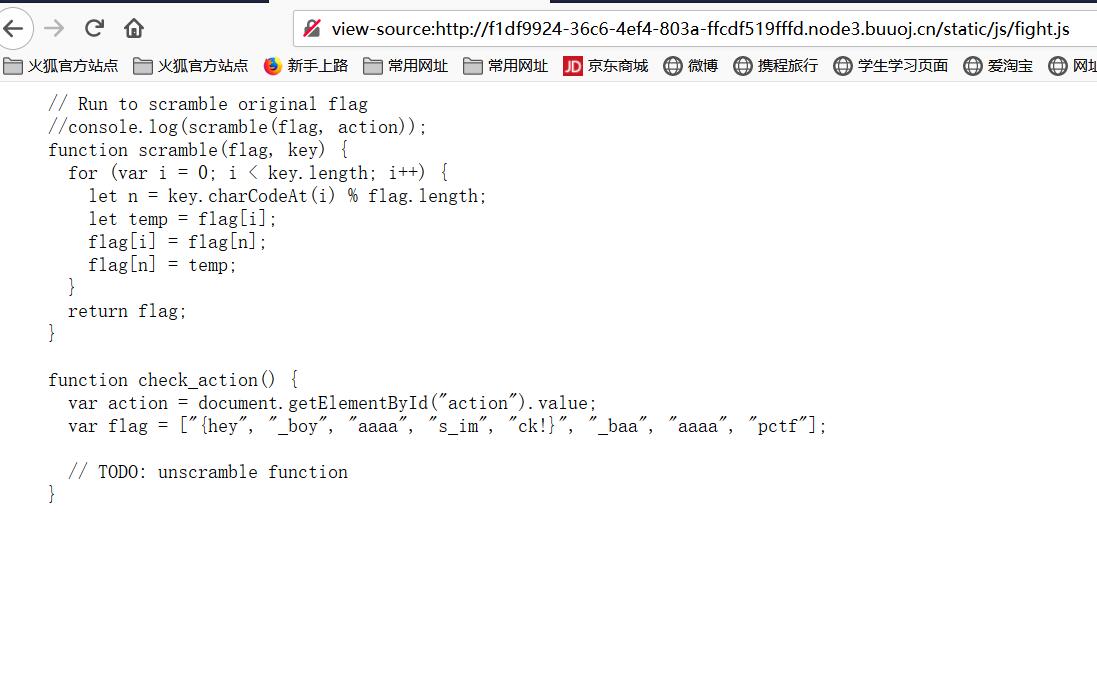 view-source:http://f1df9924-36c6-4ef4-803a-ffcdf519fffd.node3.buuoj.cn/static/js/fight.js
火狐官方站点 火狐官方站点 新手上路 常用网址 常用网址 JD 京东商城 微博 携程旅行 学生学习页面 爱淘宝 网址
// Run to scramble original flag
//console.log(scramble(flag, action));
function scramble(flag, key) {
  for (var i = 0; i < key.length; i++) {
    let n = key.charCodeAt(i) % flag.length;
    let temp = flag[i];
    flag[i] = flag[n];
    flag[n] = temp;
  }
  return flag;
}
function check_action() {
  var action = document.getElementById("action").value;
  var flag = ["{hey", "_boy", "aaaa", "s_im", "ck!}", "_baa", "aaaa", "pctf"];
  // TODO: unscramble function
}